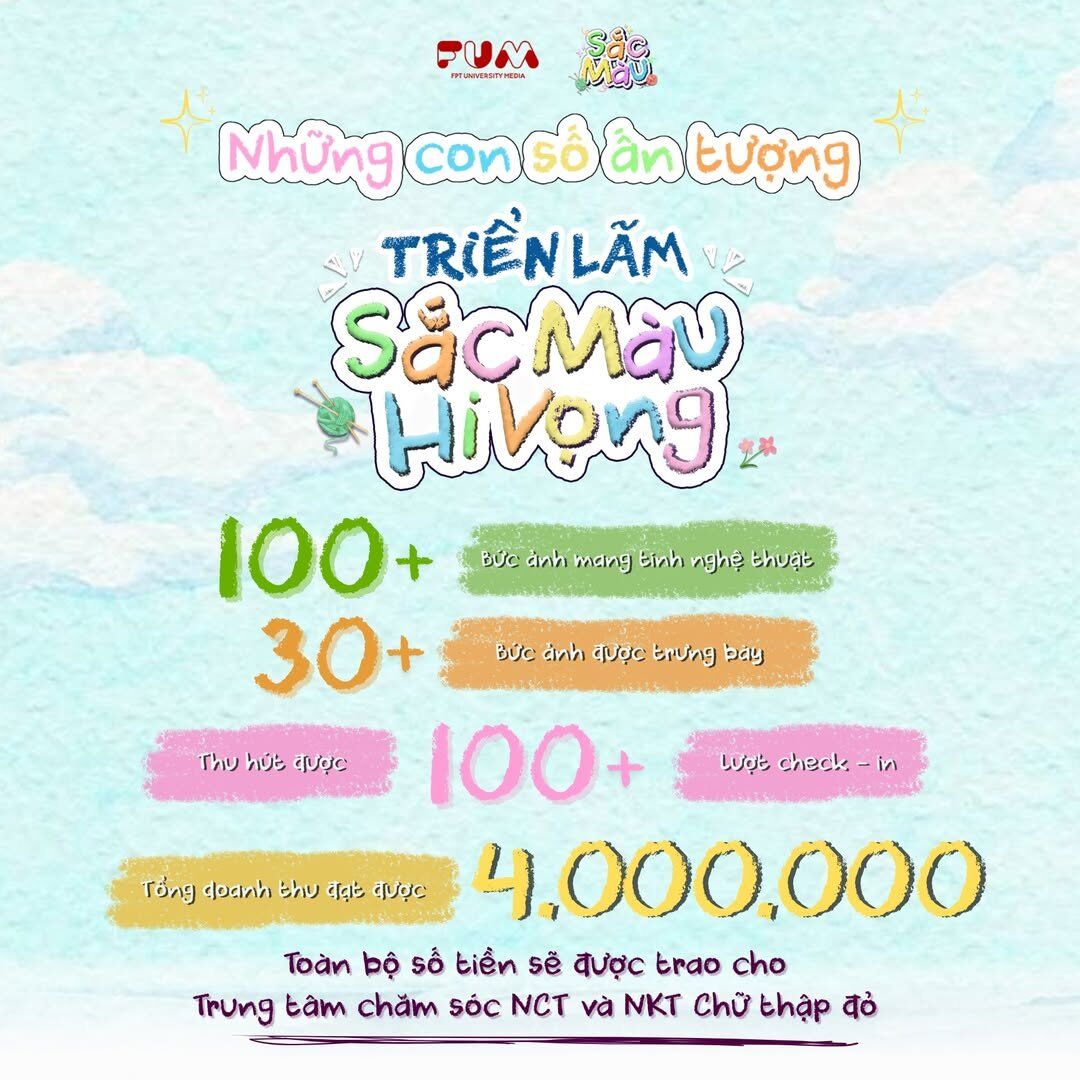 FUM
FPT UNIVERSITY MEDIA
Sắc
Màu
Những con số ấn tượng
TRIỂN LÃM
Sắc Màu
Hi Vọng
100+ Bức ảnh mang tính nghệ thuật
30+ Bức ảnh được trưng bày
Thu hút được 100+ Lượt check - in
Tổng doanh thu đạt được 4.000.000
Toàn bộ số tiền sẽ được trao cho
Trung tâm chăm sóc NCT và NKT Chữ thập đỏ